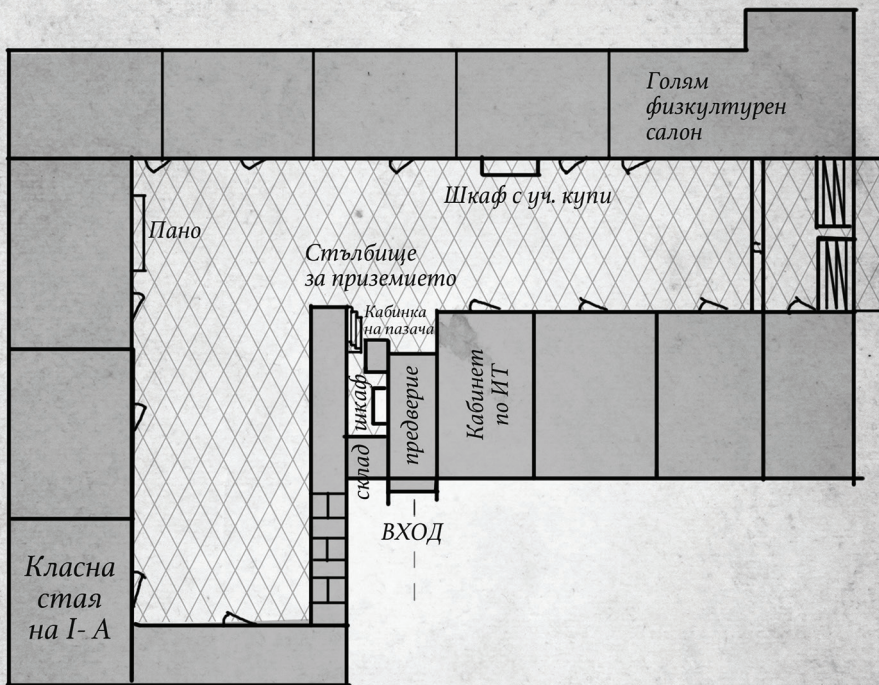 Голям
физкултурен
салон
Шкаф с уч. купи
Пано
Стълбище
за приземието
Кабинка
на пазача
шкаф
предверие
Кабинет
по ИТ
склад
ВХОД
Класна
стая
на I- А